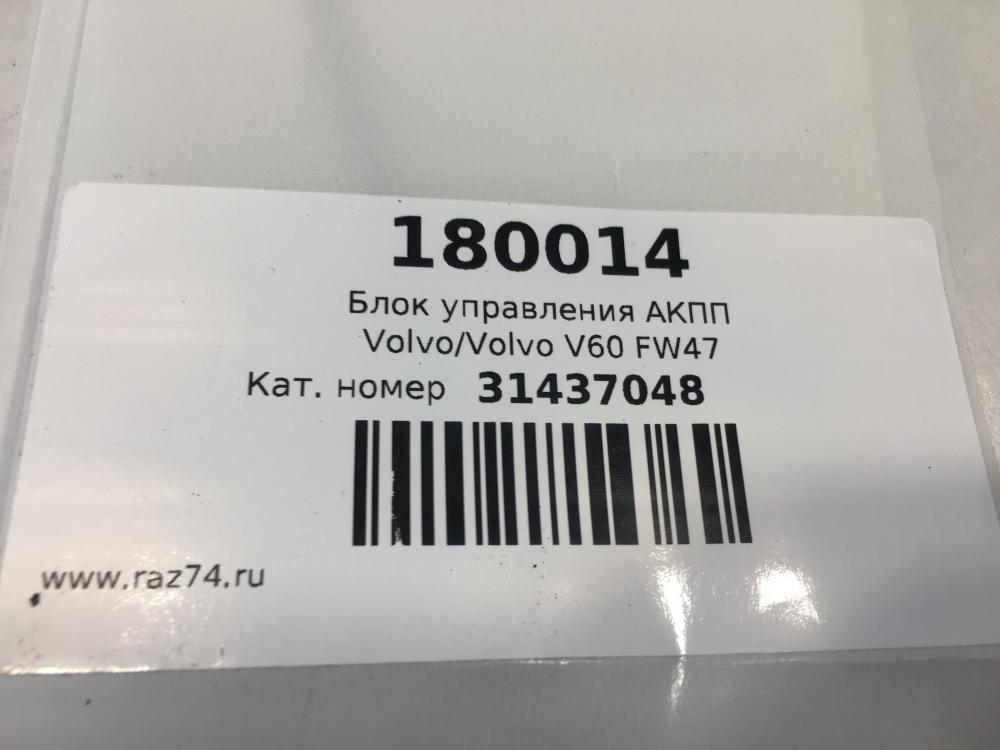 180014
Блок управления АКПП
Volvo/Volvo V60 FW47
Кат. номер 31437048
www.raz74.ru